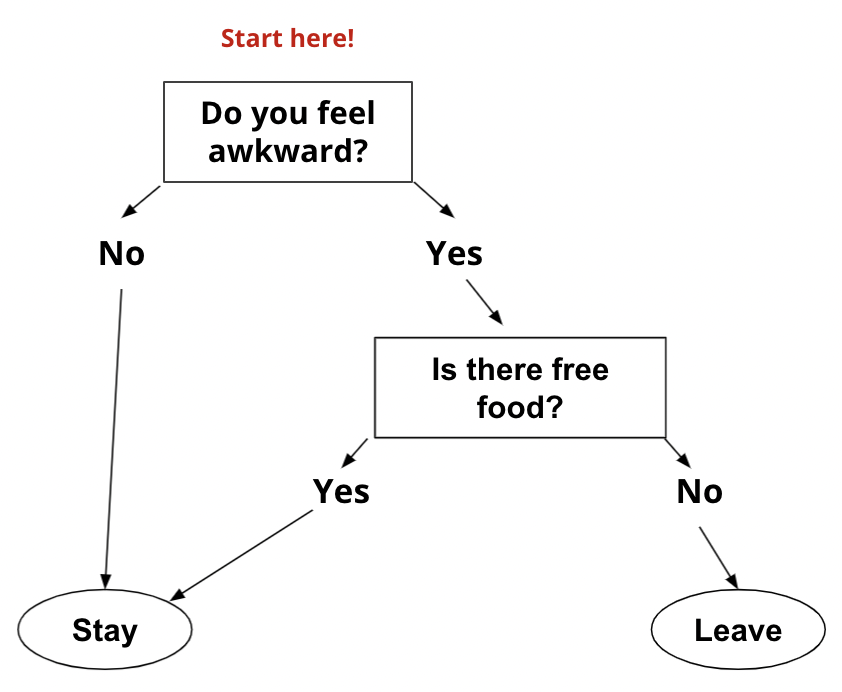 Start here!
Do you feel
awkward?
No
Yes
Is there free
food?
Yes
No
Stay
Leave